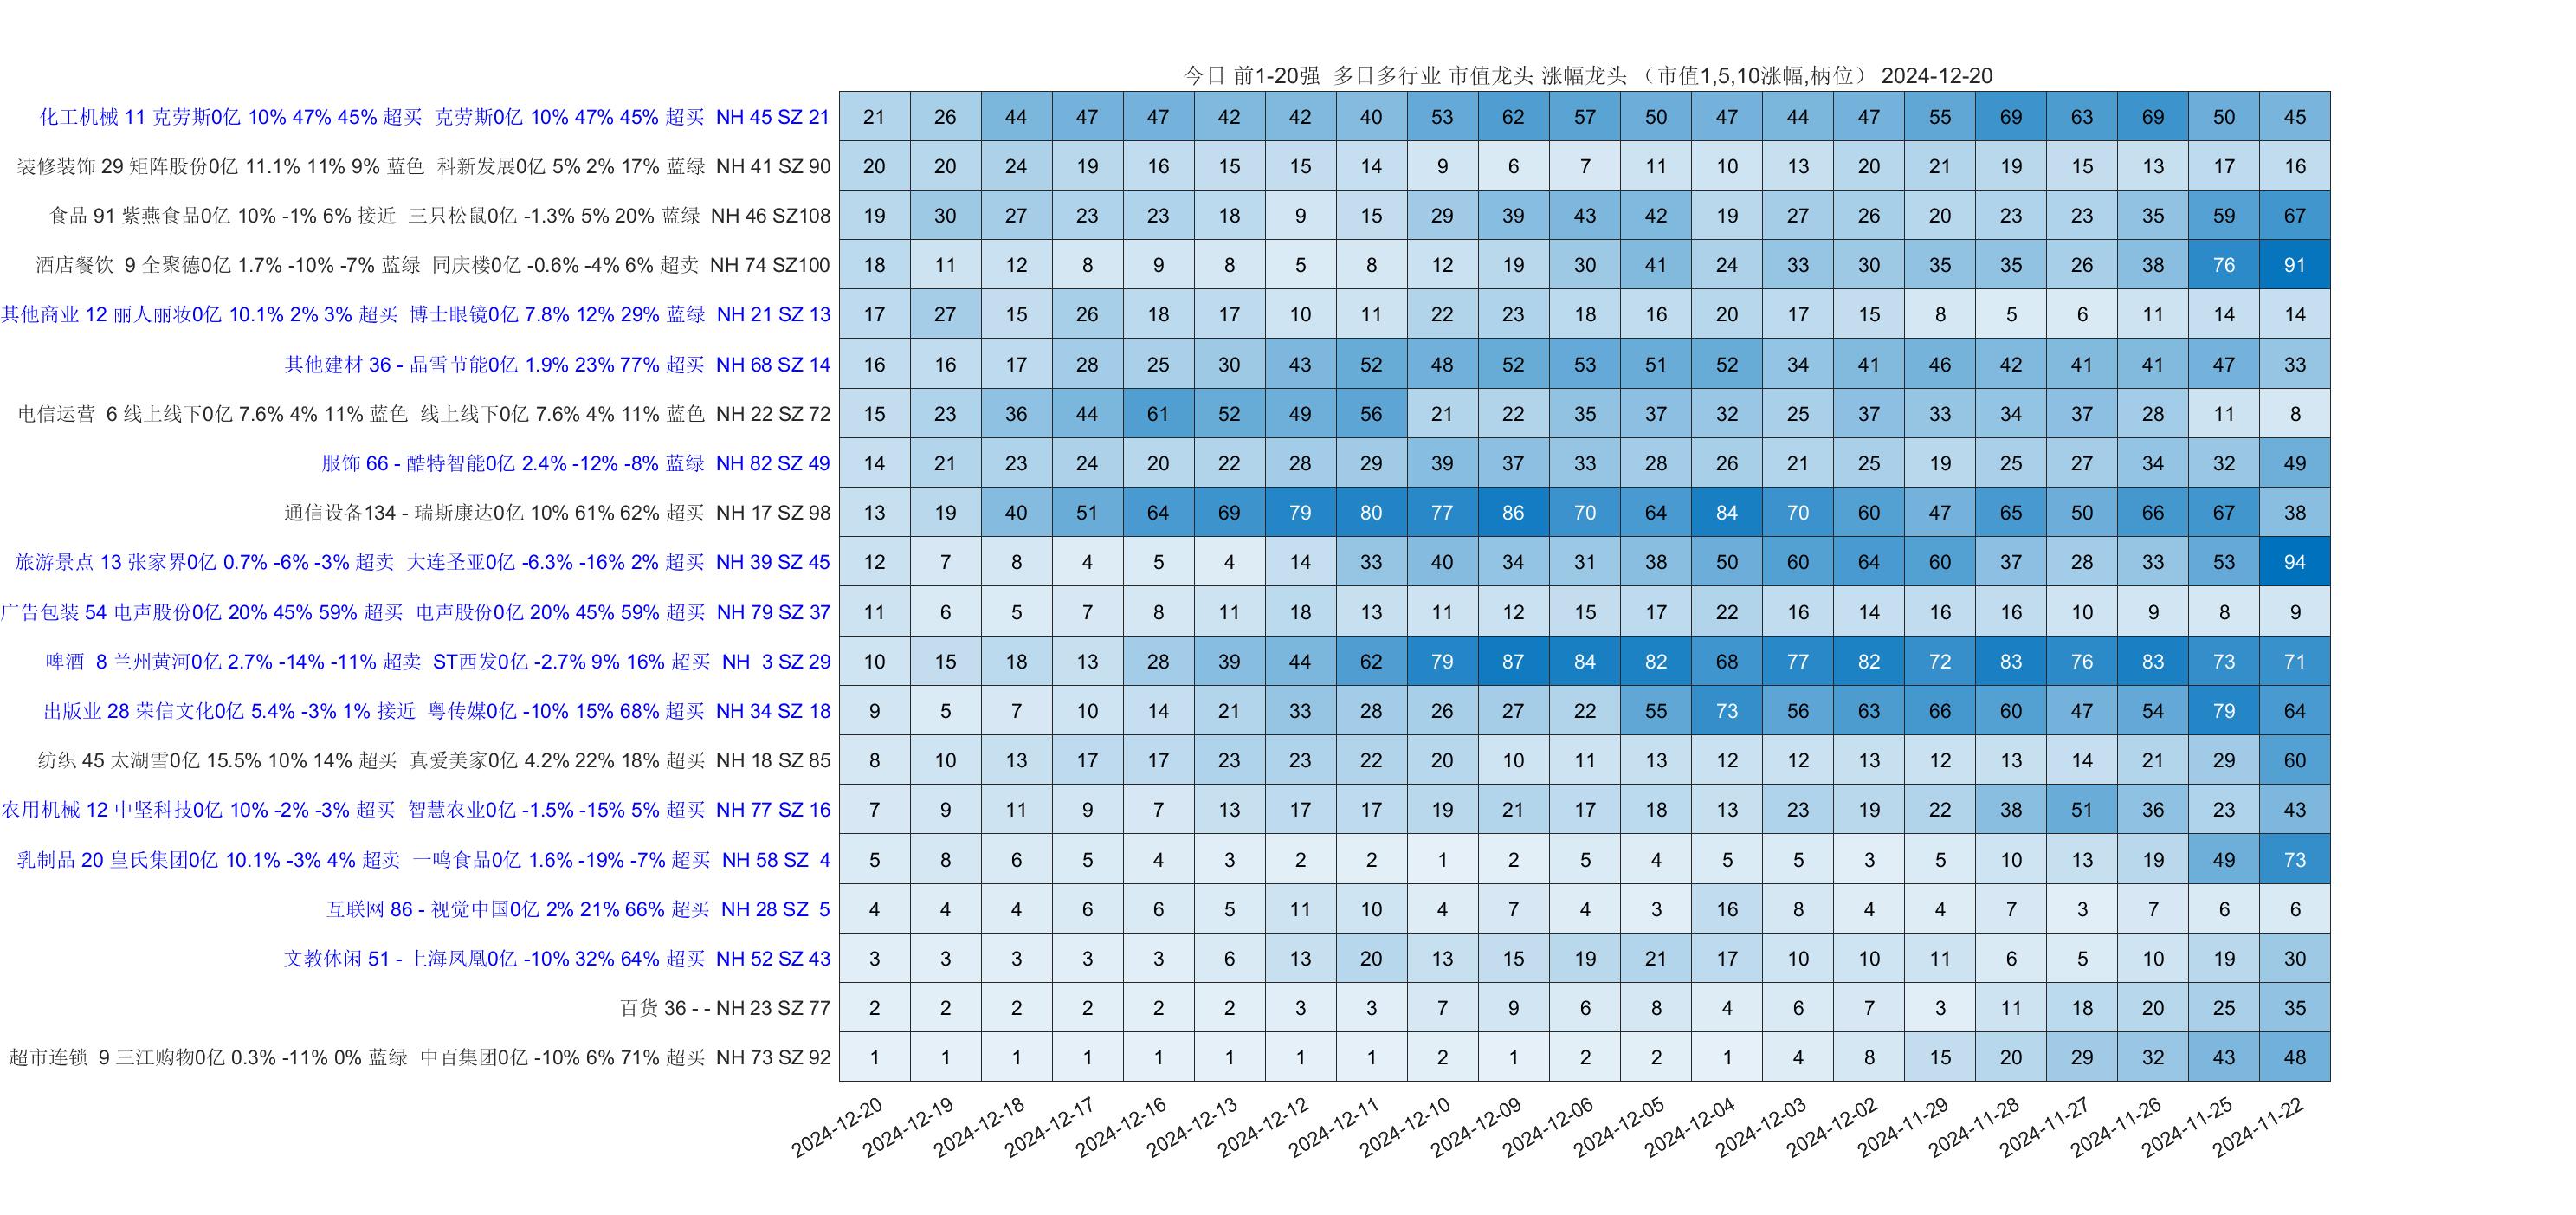 今日 前1-20强 多日多行业 市值龙头 涨幅龙头 （市值1,5,10涨幅,柄位） 2024-12-20
化工机械 11 克劳斯0亿 10% 47% 45% 超买 克劳斯0亿 10% 47% 45% 超买 NH 45 SZ 21 21 26 44 47 47 42 42 40 53 62 57 50 47 44 47 55 69 63 69 50 45
装修装饰 29 矩阵股份0亿 11.1% 11% 9% 蓝色 科新发展0亿 5% 2% 17% 蓝绿 NH 41 SZ 90 20 20 24 19 16 15 15 14 9 6 7 11 10 13 20 21 19 15 13 17 16
食品 91 紫燕食品0亿 10% -1% 6% 接近 三只松鼠0亿 -1.3% 5% 20% 蓝绿 NH 46 SZ108 19 30 27 23 23 18 9 15 29 39 43 42 19 27 26 20 23 23 35 59 67
酒店餐饮 9 全聚德0亿 1.7% -10% -7% 蓝绿 同庆楼0亿 -0.6% -4% 6% 超卖 NH 74 SZ100 18 11 12 8 9 8 5 8 12 19 30 41 24 33 30 35 35 26 38 76 91
其他商业 12 丽人丽妆0亿 10.1% 2% 3% 超买 博士眼镜0亿 7.8% 12% 29% 蓝绿 NH 21 SZ 13 17 27 15 26 18 17 10 11 22 23 18 16 20 17 15 8 5 6 11 14 14
其他建材 36 - 晶雪节能0亿 1.9% 23% 77% 超买 NH 68 SZ 14 16 16 17 28 25 30 43 52 48 52 53 51 52 34 41 46 42 41 41 47 33
电信运营 6 线上线下0亿 7.6% 4% 11% 蓝色 线上线下0亿 7.6% 4% 11% 蓝色 NH 22 SZ 72 15 23 36 44 61 52 49 56 21 22 35 37 32 25 37 33 34 37 28 11 8
服饰 66 - 酷特智能0亿 2.4% -12% -8% 蓝绿 NH 82 SZ 49 14 21 23 24 20 22 28 29 39 37 33 28 26 21 25 19 25 27 34 32 49
通信设备134 - 瑞斯康达0亿 10% 61% 62% 超买 NH 17 SZ 98 13 19 40 51 64 69 79 80 77 86 70 64 84 70 60 47 65 50 66 67 38
旅游景点 13 张家界0亿 0.7% -6% -3% 超卖 大连圣亚0亿 -6.3% -16% 2% 超买 NH 39 SZ 45 12 7 8 4 5 4 14 33 40 34 31 38 50 60 64 60 37 28 33 53 94
广告包装 54 电声股份0亿 20% 45% 59% 超买 电声股份0亿 20% 45% 59% 超买 NH 79 SZ 37 11 6 5 7 8 11 18 13 11 12 15 17 22 16 14 16 16 10 9 8 9
啤酒 8 兰州黄河0亿 2.7% -14% -11% 超卖 ST西发0亿 -2.7% 9% 16% 超买 NH 3 SZ 29 10 15 18 13 28 39 44 62 79 87 84 82 68 77 82 72 83 76 83 73 71
出版业 28 荣信文化0亿 5.4% -3% 1% 接近 粤传媒0亿 -10% 15% 68% 超买 NH 34 SZ 18 9 5 7 10 14 21 33 28 26 27 22 55 73 56 63 66 60 47 54 79 64
纺织 45 太湖雪0亿 15.5% 10% 14% 超买 真爱美家0亿 4.2% 22% 18% 超买 NH 18 SZ 85 8 10 13 17 17 23 23 22 20 10 11 13 12 12 13 12 13 14 21 29 60
农用机械 12 中坚科技0亿 10% -2% -3% 超买 智慧农业0亿 -1.5% -15% 5% 超买 NH 77 SZ 16 7 9 11 9 7 13 17 17 19 21 17 18 13 23 19 22 38 51 36 23 43
乳制品 20 皇氏集团0亿 10.1% -3% 4% 超卖 一鸣食品0亿 1.6% -19% -7% 超买 NH 58 SZ 4 5 8 6 5 4 3 2 2 1 2 5 4 5 5 3 5 10 13 19 49 73
互联网 86 - 视觉中国0亿 2% 21% 66% 超买 NH 28 SZ 5 4 4 4 6 6 5 11 10 4 7 4 3 16 8 4 4 7 3 7 6 6
文教休闲 51 - 上海凤凰0亿 -10% 32% 64% 超买 NH 52 SZ 43 3 3 3 3 3 6 13 20 13 15 19 21 17 10 10 11 6 5 10 19 30
百货 36 - - NH 23 SZ 77 2 2 2 2 2 2 3 3 7 9 6 8 4 6 7 3 11 18 20 25 35
超市连锁 9 三江购物0亿 0.3% -11% 0% 蓝绿 中百集团0亿 -10% 6% 71% 超买 NH 73 SZ 92 1 1 1 1 1 1 1 1 2 1 2 2 1 4 8 15 20 29 32 43 48
2024-12-20 2024-12-19 2024-12-18 2024-12-17 2024-12-16 2024-12-13 2024-12-12 2024-12-11 2024-12-10 2024-12-09 2024-12-06 2024-12-05 2024-12-04 2024-12-03 2024-12-02 2024-11-29 2024-11-28 2024-11-27 2024-11-26 2024-11-25 2024-11-22